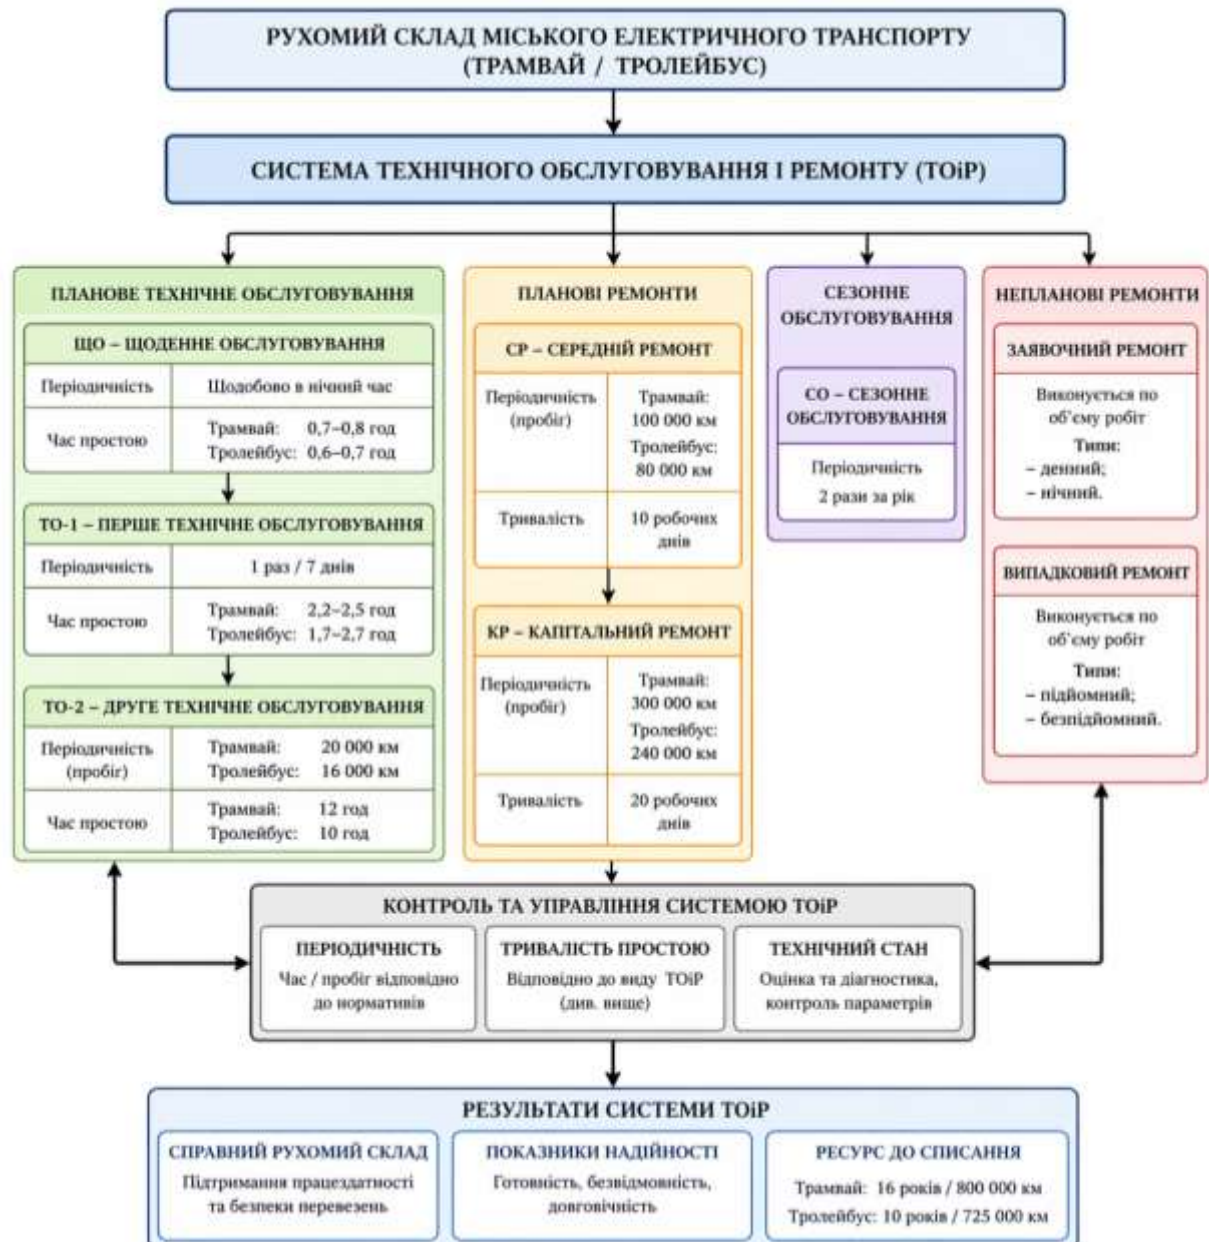 РУХОМИЙ СКЛАД МІСЬКОГО ЕЛЕКТРИЧНОГО ТРАНСПОРТУ
(ТРАМВАЙ / ТРОЛЕЙБУС)
СИСТЕМА ТЕХНІЧНОГО ОБСЛУГОВУВАННЯ І РЕМОНТУ (ТОіР)
ПЛАНОВЕ ТЕХНІЧНЕ ОБСЛУГОВУВАННЯ
ЩО – ЩОДЕННЕ ОБСЛУГОВУВАННЯ
Періодичність Щодобово в нічний час
Час простою
Трамвай: 0,7–0,8 год
Тролейбус: 0,6–0,7 год
ТО-1 – ПЕРШЕ ТЕХНІЧНЕ ОБСЛУГОВУВАННЯ
Періодичність 1 раз / 7 днів
Час простою
Трамвай: 2,2–2,5 год
Тролейбус: 1,7–2,7 год
ТО-2 – ДРУГЕ ТЕХНІЧНЕ ОБСЛУГОВУВАННЯ
Періодичність
(пробіг)
Трамвай: 20 000 км
Тролейбус: 16 000 км
Час простою
Трамвай: 12 год
Тролейбус: 10 год
ПЛАНОВІ РЕМОНТИ
СР – СЕРЕДНІЙ РЕМОНТ
Періодичність
(пробіг)
Трамвай:
100 000 км
Тролейбус:
80 000 км
Тривалість
10 робочих
днів
КР – КАПІТАЛЬНИЙ РЕМОНТ
Періодичність
(пробіг)
Трамвай:
300 000 км
Тролейбус:
240 000 км
Тривалість
20 робочих
днів
СЕЗОННЕ
ОБСЛУГОВУВАННЯ
СО – СЕЗОННЕ
ОБСЛУГОВУВАННЯ
Періодичність
2 рази за рік
НЕПЛАНОВІ РЕМОНТИ
ЗАЯВОЧНИЙ РЕМОНТ
Виконується по
об'єму робіт
Типи:
– денний;
– нічний.
ВИПАДКОВИЙ РЕМОНТ
Виконується по
об'єму робіт
Типи:
– підйомний;
– безпідйомний.
КОНТРОЛЬ ТА УПРАВЛІННЯ СИСТЕМОЮ ТОіР
ПЕРІОДИЧНІСТЬ
Час / пробіг відповідно
до нормативів
ТРИВАЛІСТЬ ПРОСТОЮ
Відповідно до виду ТОіР
(див. вище)
ТЕХНІЧНИЙ СТАН
Оцінка та діагностика,
контроль параметрів
РЕЗУЛЬТАТИ СИСТЕМИ ТОіР
СПРАВНИЙ РУХОМИЙ СКЛАД
Підтримання працездатності
та безпеки перевезень
ПОКАЗНИКИ НАДІЙНОСТІ
Готовність, безвідмовність,
довговічність
РЕСУРС ДО СПИСАННЯ
Трамвай: 16 років / 800 000 км
Тролейбус: 10 років / 725 000 км